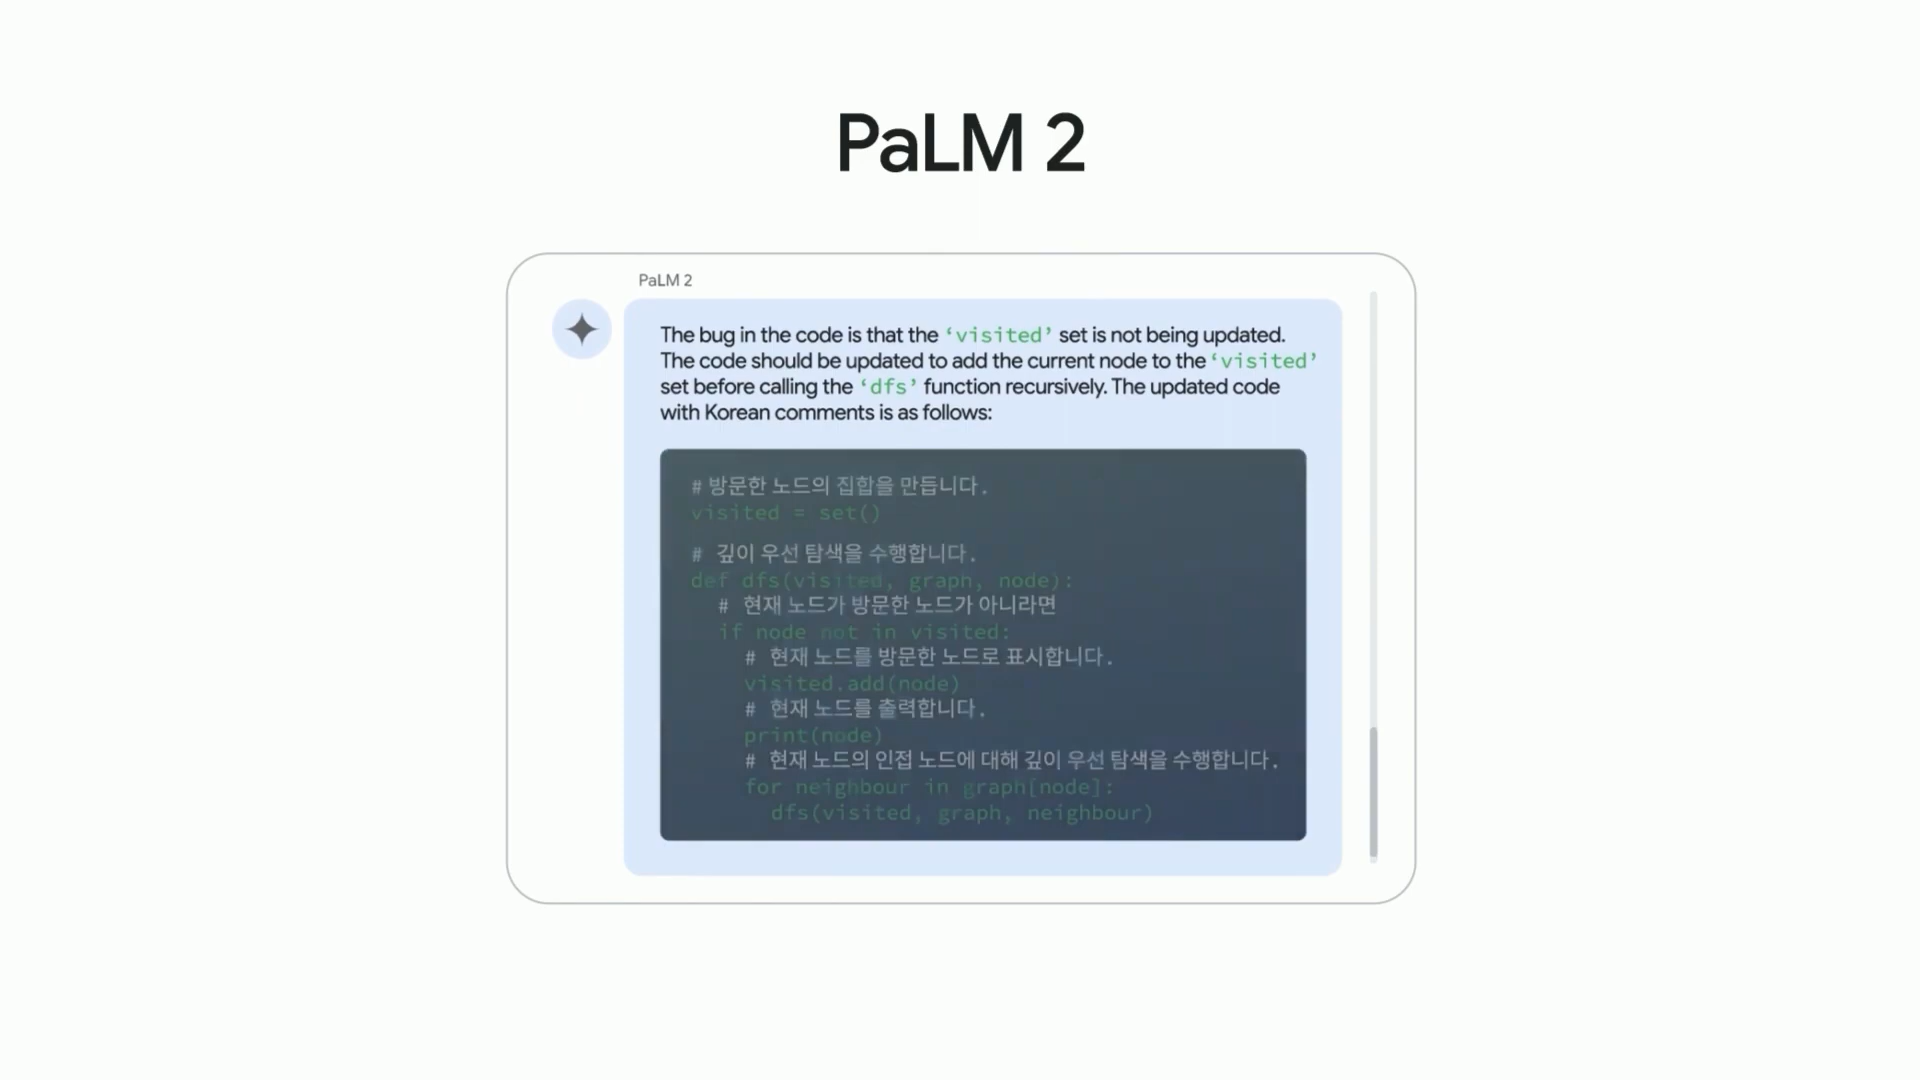 PaLM 2
PaLM 2
The bug in the code is that the ‘visited’ set is not being updated.
The code should be updated to add the current node to the ‘visited’
set before calling the ‘dfs’ function recursively. The updated code
with Korean comments is as follows:
# 방문한 노드의 집합을 만듭니다.
visited = set()
# 깊이 우선 탐색을 수행합니다.
def dfs(visited, graph, node):
# 현재 노드가 방문한 노드가 아니라면
if node not in visited:
# 현재 노드를 방문한 노드로 표시합니다.
visited.add(node)
# 현재 노드를 출력합니다.
print(node)
# 현재 노드의 인접 노드에 대해 깊이 우선 탐색을 수행합니다.
for neighbour in graph[node]:
dfs(visited, graph, neighbour)